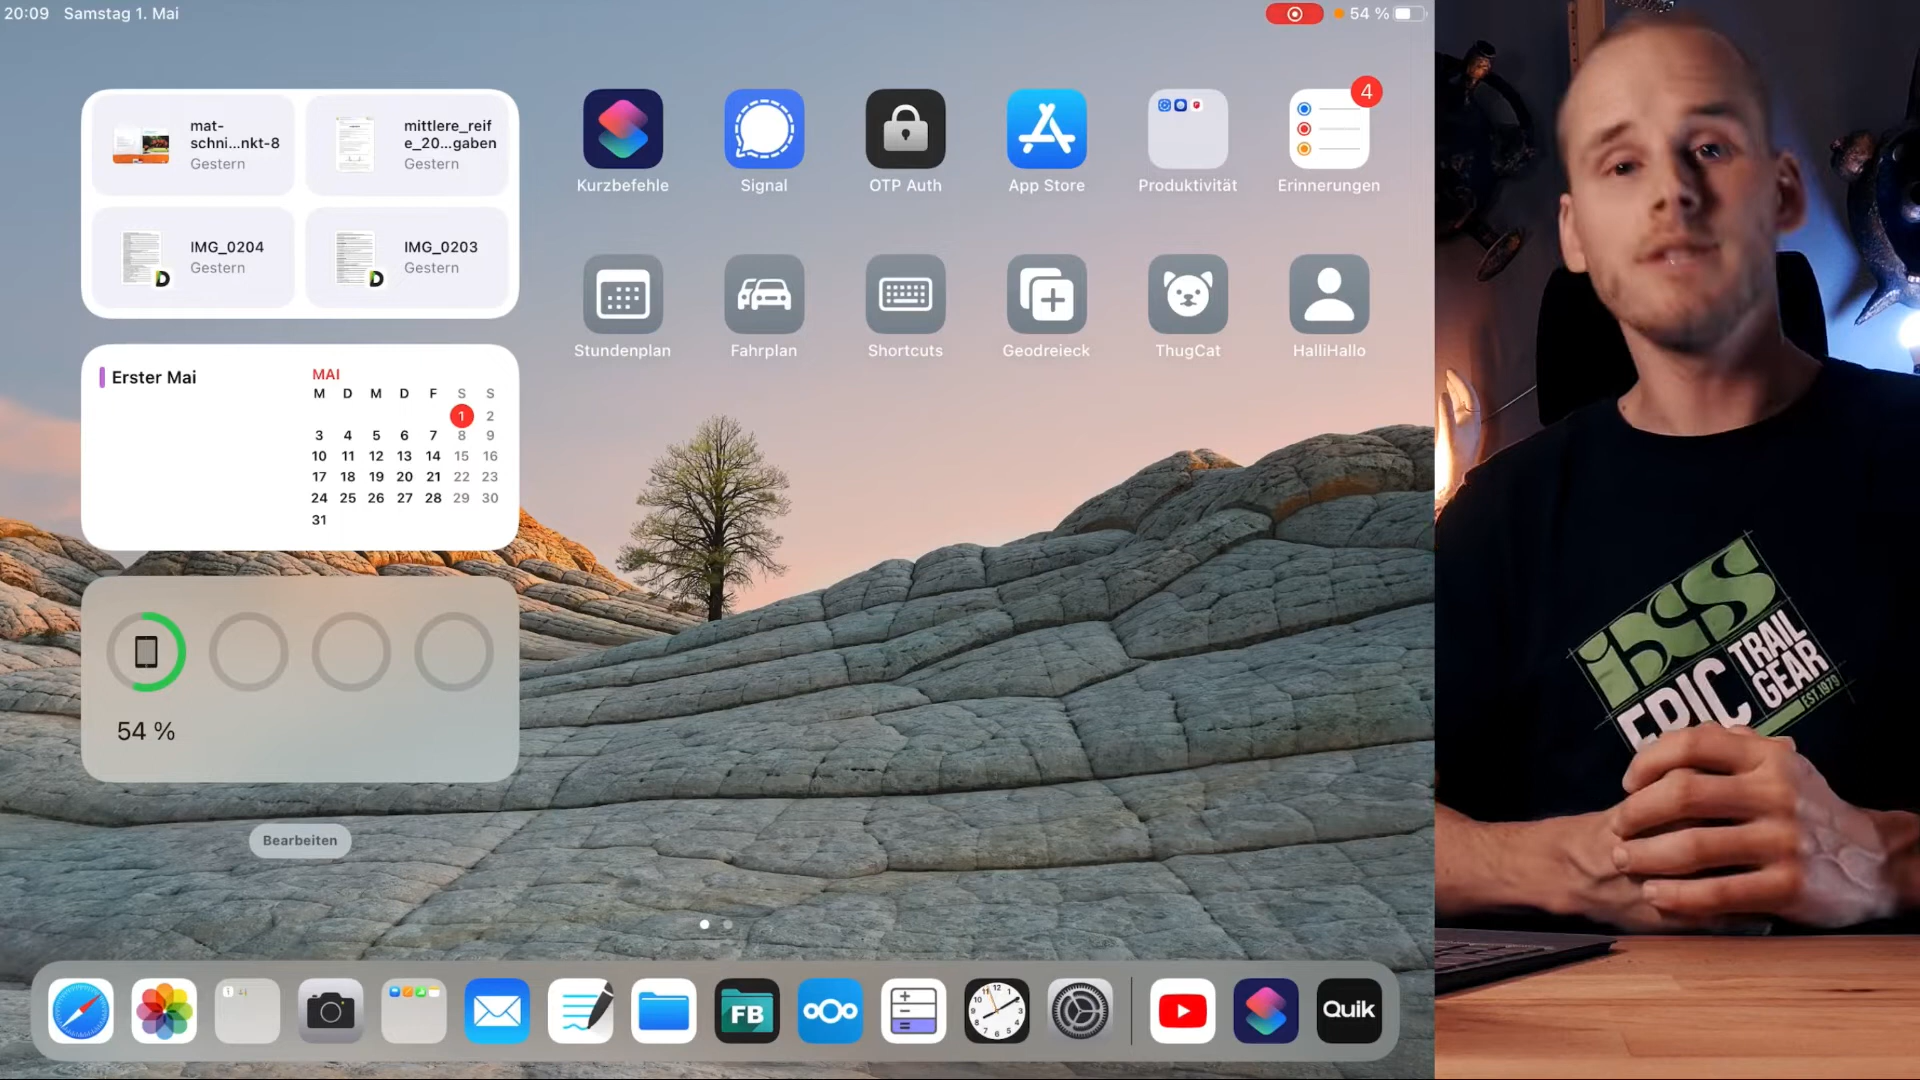 20:09 Samstag 1. Mai
54 %
mat-
schni...nkt-8
Gestern
mittlere_reif
e_20...gaben
Gestern
IMG_0204
Gestern
IMG_0203
Gestern
Kurzbefehle
Signal
OTP Auth
App Store
Produktivität
4
Erinnerungen
Stundenplan
Fahrplan
Shortcuts
Geodreieck
ThugCat
HalliHallo
Erster Mai
MAI
M D M D F S S
1 2
3 4 5 6 7 8 9
10 11 12 13 14 15 16
17 18 19 20 21 22 23
24 25 26 27 28 29 30
31
54 %
Bearbeiten
FB
Quik
ibs
EPIC
TRAIL
GEAR
EST.1979